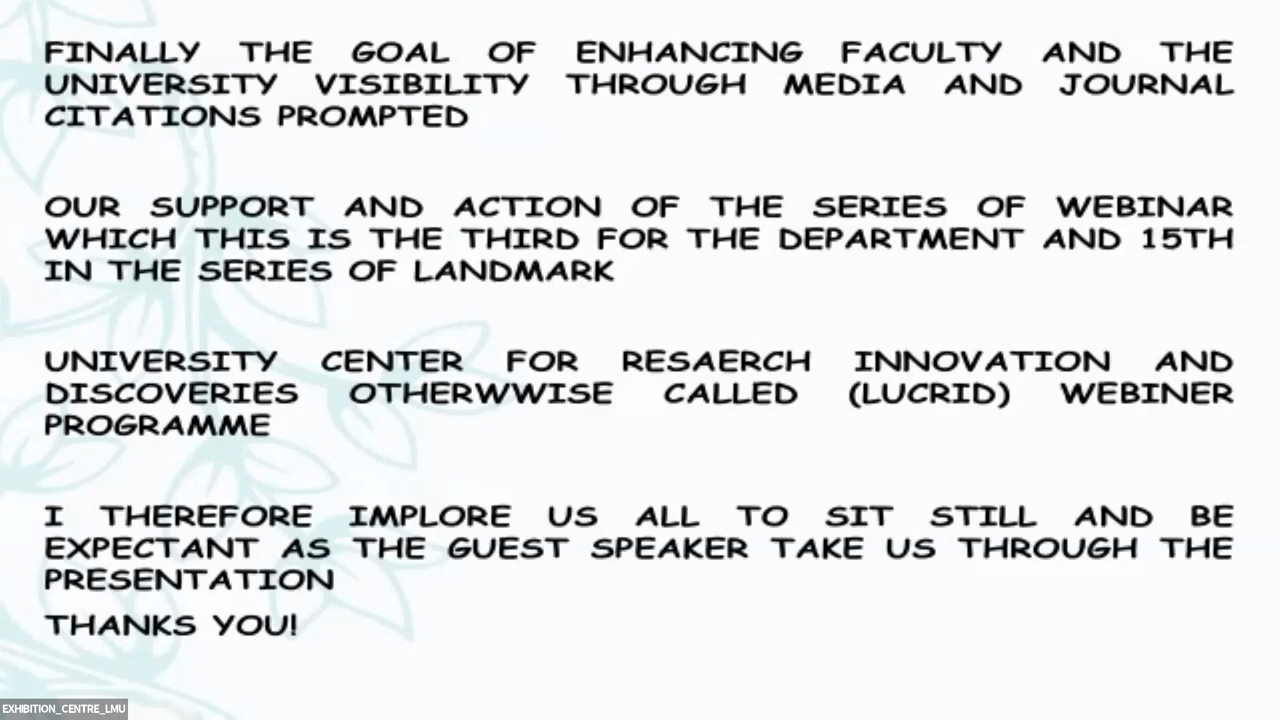 FINALLY THE GOAL OF ENHANCING FACULTY AND THE
UNIVERSITY VISIBILITY THROUGH MEDIA AND JOURNAL
CITATIONS PROMPTED
OUR SUPPORT AND ACTION OF THE SERIES OF WEBINAR
WHICH THIS IS THE THIRD FOR THE DEPARTMENT AND 15TH
IN THE SERIES OF LANDMARK
UNIVERSITY CENTER FOR RESAERCH INNOVATION AND
DISCOVERIES OTHERWWISE CALLED (LUCRID) WEBINER
PROGRAMME
I THEREFORE IMPLORE US ALL TO SIT STILL AND BE
EXPECTANT AS THE GUEST SPEAKER TAKE US THROUGH THE
PRESENTATION
THANKS YOU!
EXHIBITION_CENTRE_LMU